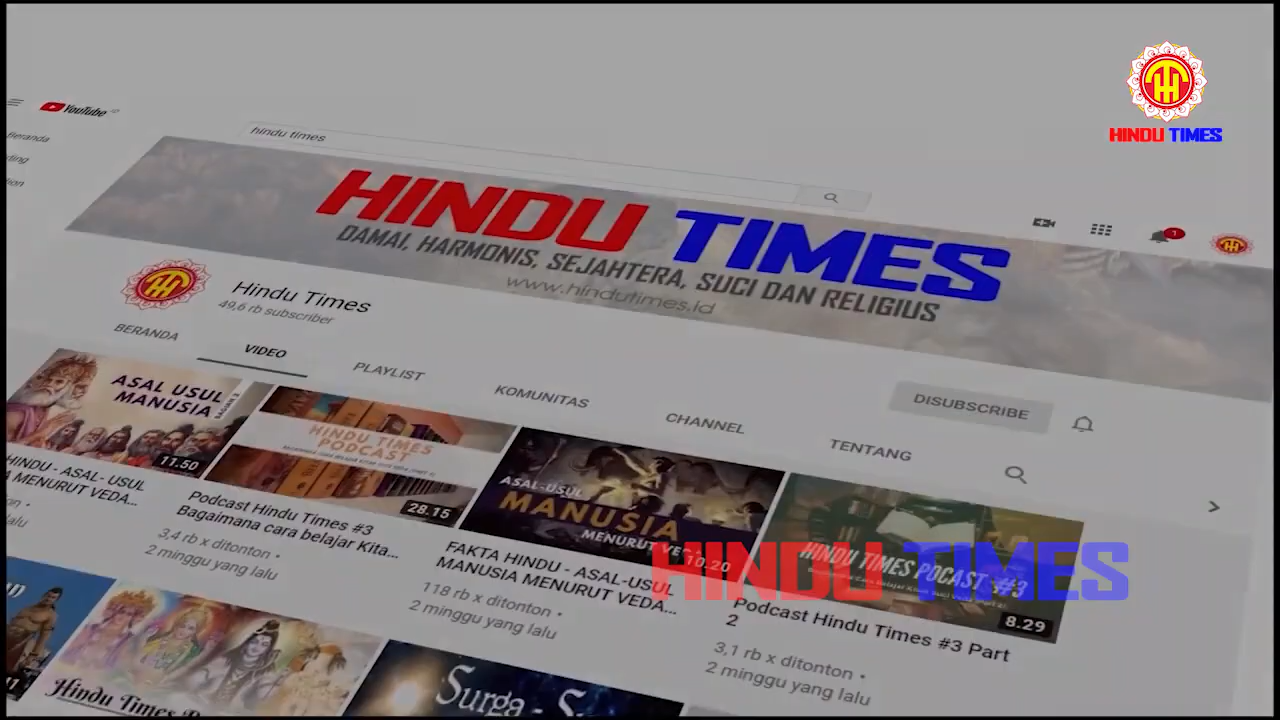 HINDU TIMES
YouTube
hindu times
Beranda
HINDU TIMES
DAMAI, HARMONIS, SEJAHTERA, SUCI DAN RELIGIUS
www.hindutimes.id
1
Hindu Times
49,6 rb subscriber
DISUBSCRIBE
BERANDA
VIDEO
PLAYLIST
KOMUNITAS
CHANNEL
TENTANG
ASAL USUL
MANUSIA
BAGIAN 2
11.50
HINDU - ASAL- USUL
MENURUT VEDA...
HINDU TIMES
PODCAST
28.15
Podcast Hindu Times #3
Bagaimana cara belajar Kita...
3,4 rb x ditonton •
2 minggu yang lalu
ASAL-USUL
MANUSIA
MENURUT
10.20
FAKTA HINDU - ASAL-USUL
MANUSIA MENURUT VEDA...
118 rb x ditonton •
2 minggu yang lalu
HINDU TIMES POCAST #3
8.29
Podcast Hindu Times #3 Part
2
3,1 rb x ditonton •
2 minggu yang lalu
HINDU TIMES
Hindu Times
Surga -